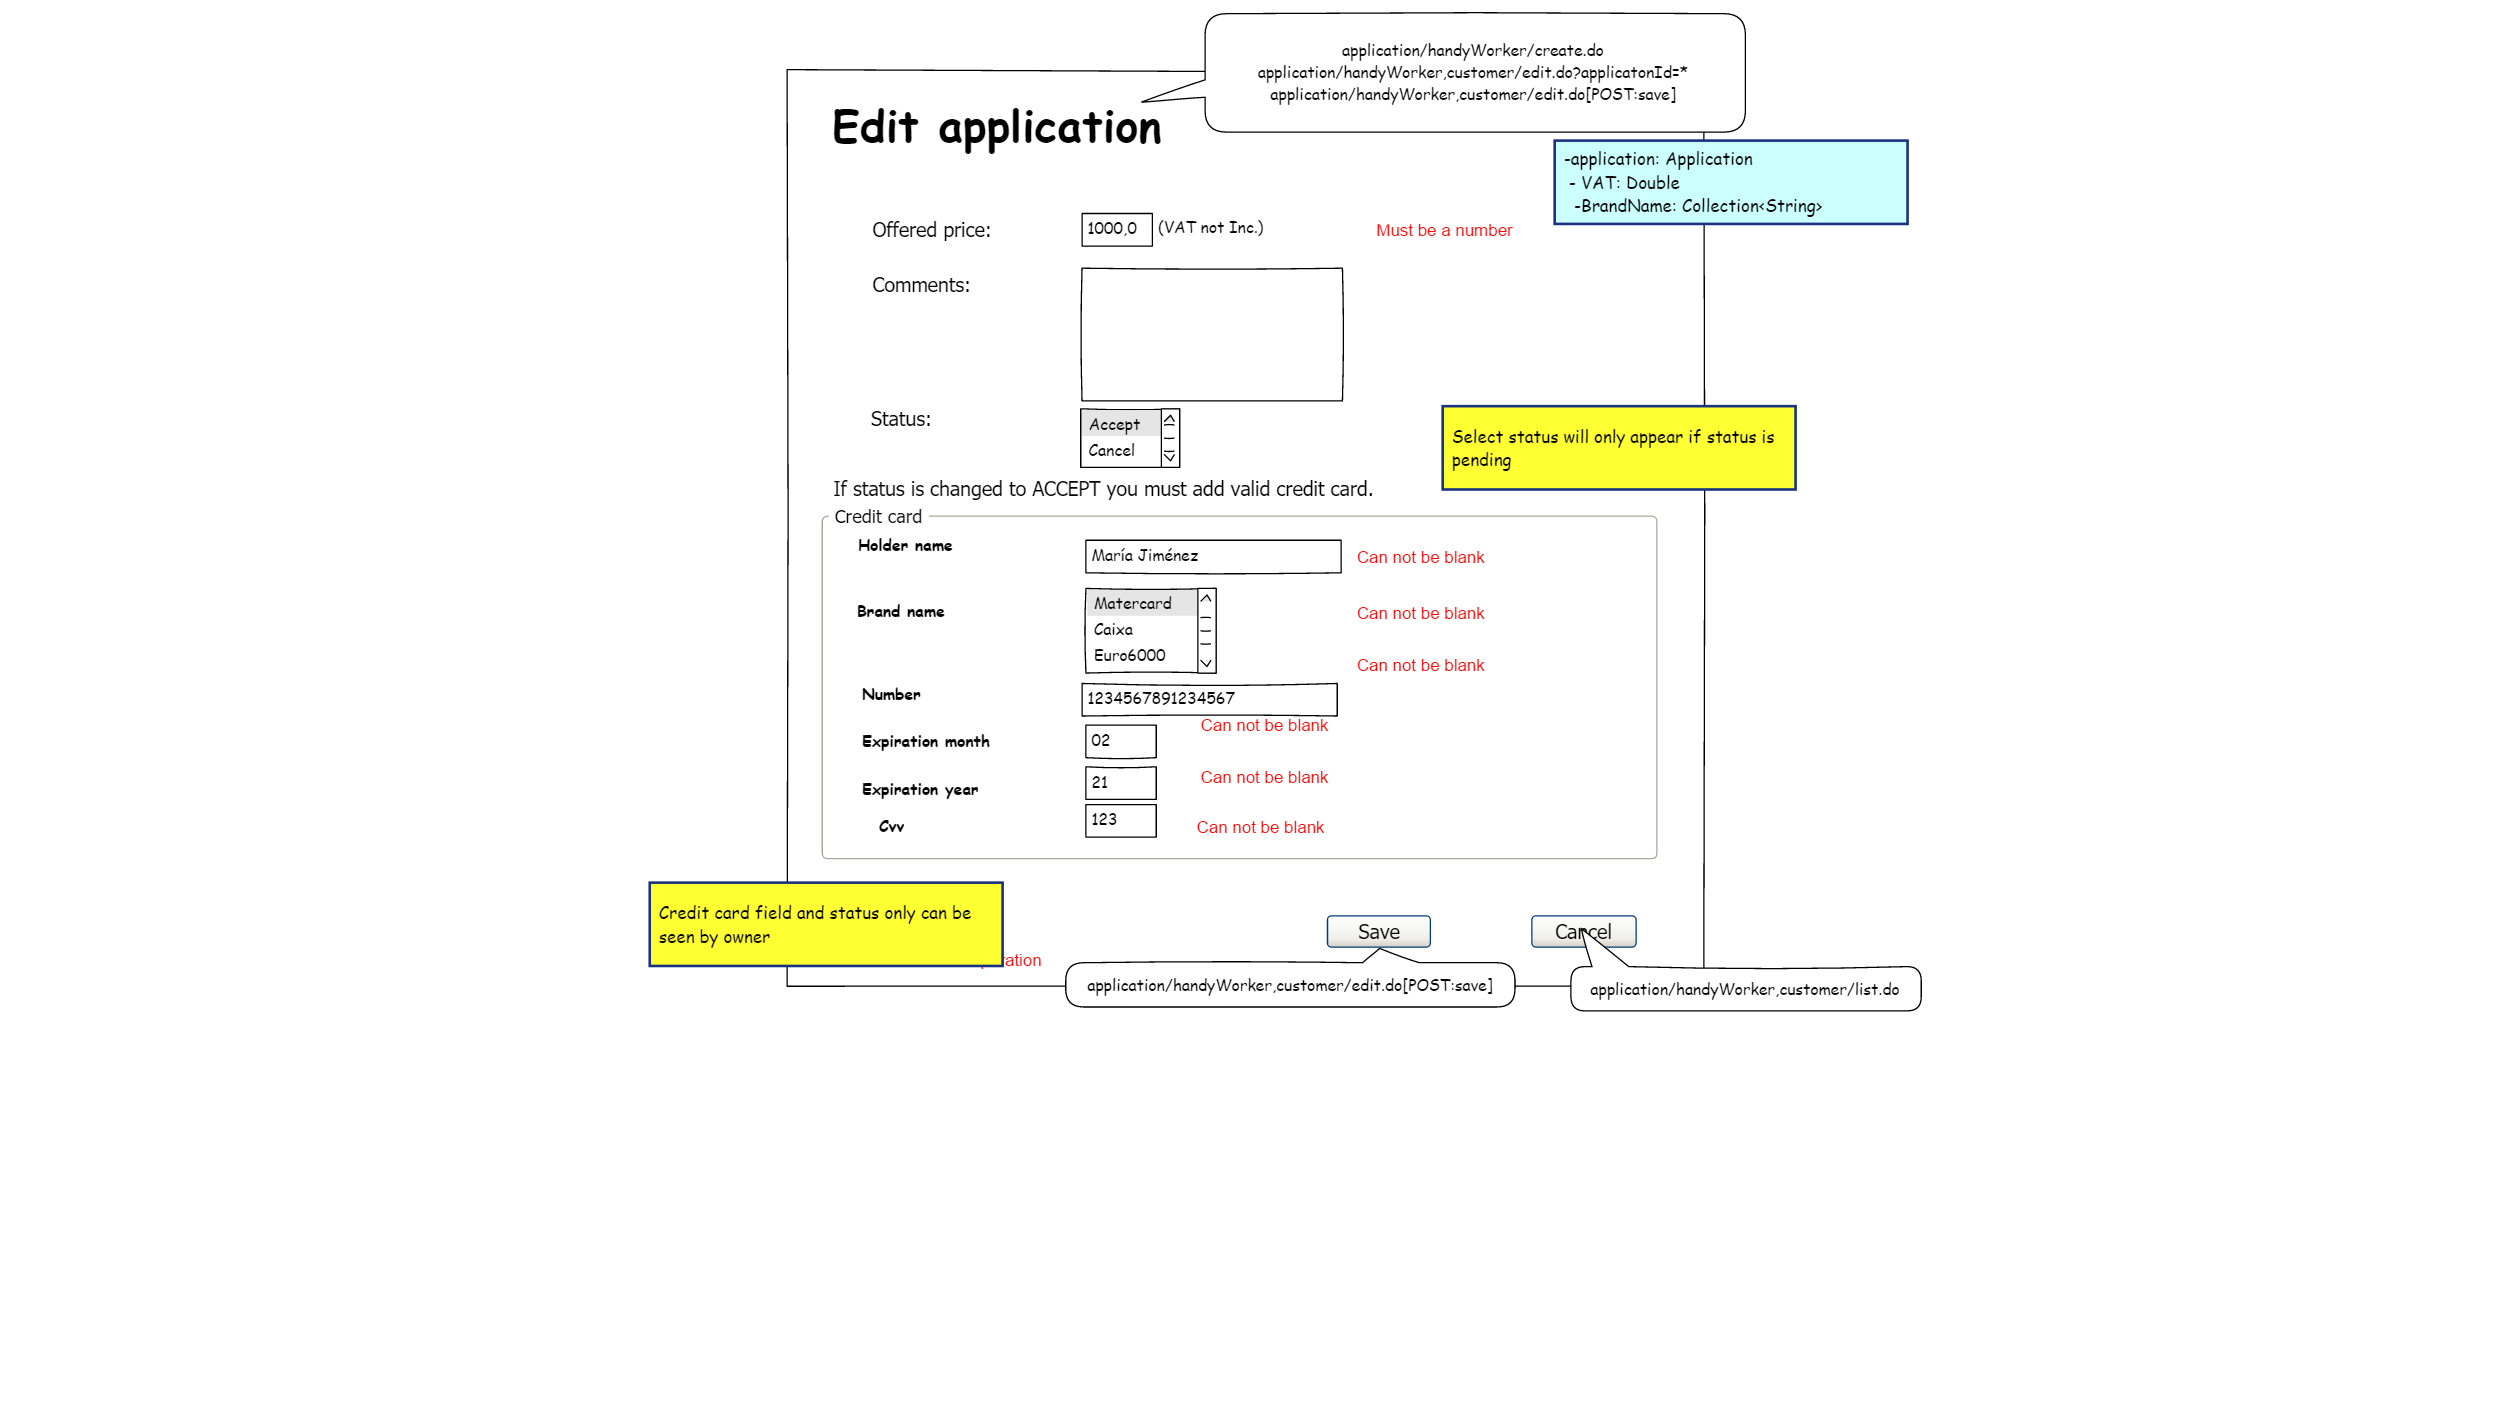 application/handyWorker/create.do
application/handyWorker,customer/edit.do?applicatonId=*
application/handyWorker,customer/edit.do[POST:save]
Edit application
-application: Application
- VAT: Double
-BrandName: Collection<String>
Offered price:
1000,0
(VAT not Inc.)
Must be a number
Comments:
Status:
Accept
Cancel
Select status will only appear if status is
pending
If status is changed to ACCEPT you must add valid credit card.
Credit card
Holder name
María Jiménez
Can not be blank
Brand name
Matercard
Caixa
Euro6000
Can not be blank
Can not be blank
Number
1234567891234567
Can not be blank
Expiration month
02
Expiration year
21
Can not be blank
Cvv
123
Can not be blank
Credit card field and status only can be
seen by owner
Save
Cancel
application/handyWorker,customer/edit.do[POST:save]
application/handyWorker,customer/list.do